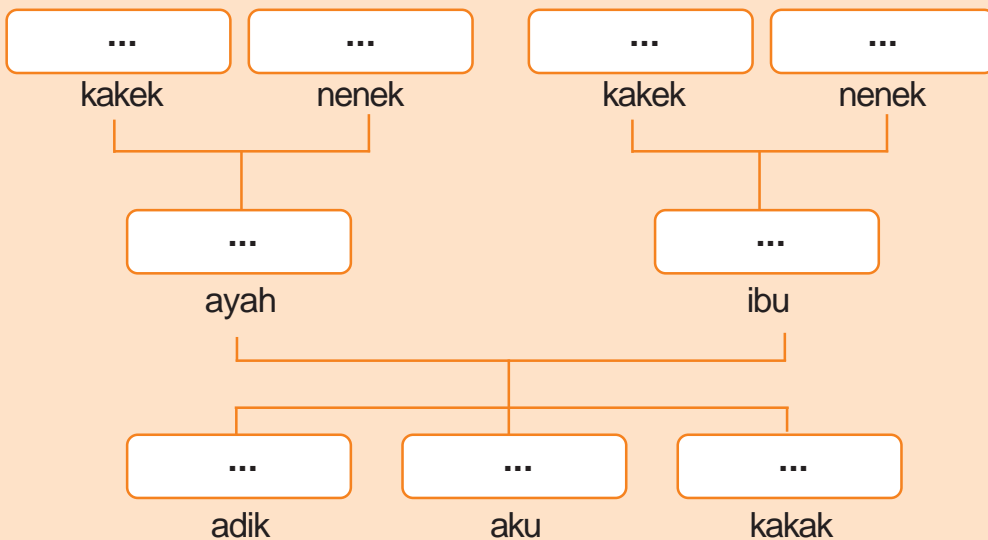 ... ... ... ...
kakek nenek kakek nenek
... ...
ayah ibu
... ... ...
adik aku kakak